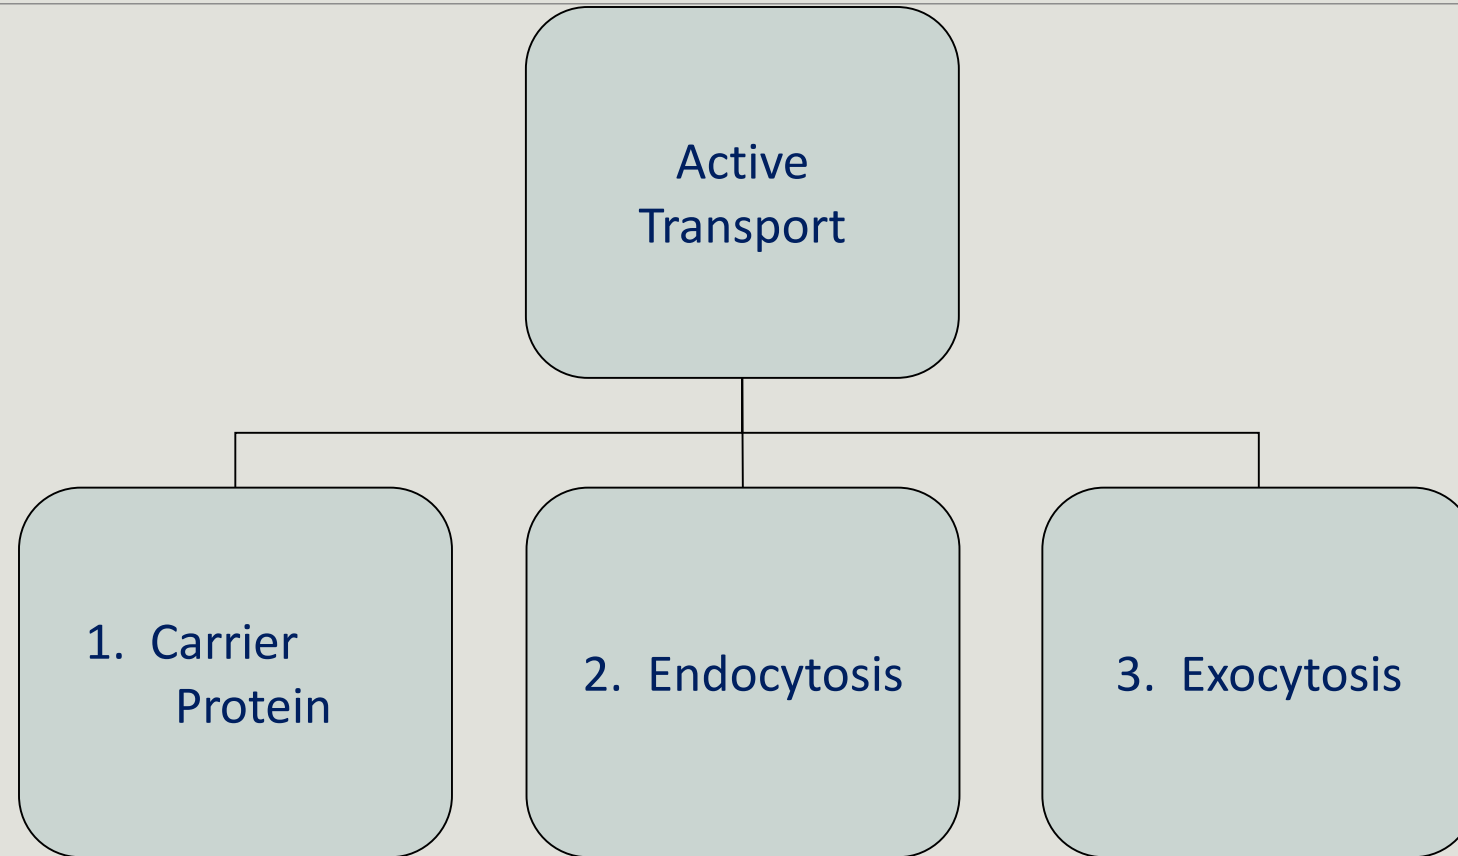 Active
Transport
1. Carrier
Protein
2. Endocytosis
3. Exocytosis